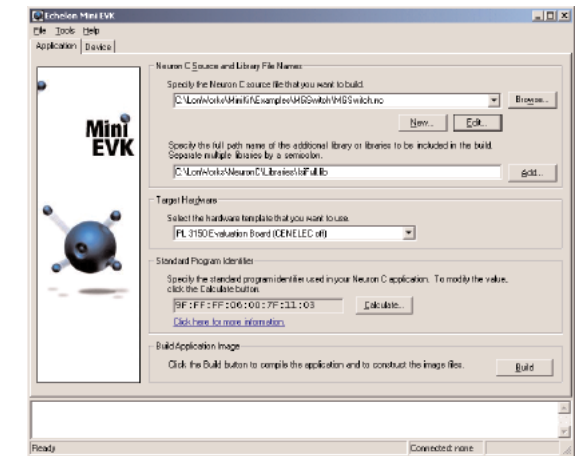 Echelon Mini EVK
File Tools Help
Application Device
Neuron C Source and Library File Names
Specify the Neuron C source file that you want to build.
C:\LonWorks\MiniKit\Examples\MGSwitch\MGSwitch.nc
Browse...
New... Edit...
Specify the full path name of the additional library or libraries to be included in the build.
Separate multiple libraries by a semicolon.
C:\LonWorks\NeuronC\Libraries\IsiFull.lib
Add...
Mini
EVK
Target Hardware
Select the hardware template that you want to use.
PL 3150 Evaluation Board (CENELEC off)
Standard Program Identifier
Specify the standard program identifier used in your Neuron C application. To modify the value,
click the Calculate button.
9F:FF:FF:06:00:7F:11:03
Calculate...
Click here for more information.
Build Application Image
Click the Build button to compile the application and to construct the image files.
Build
Ready
Connected: none